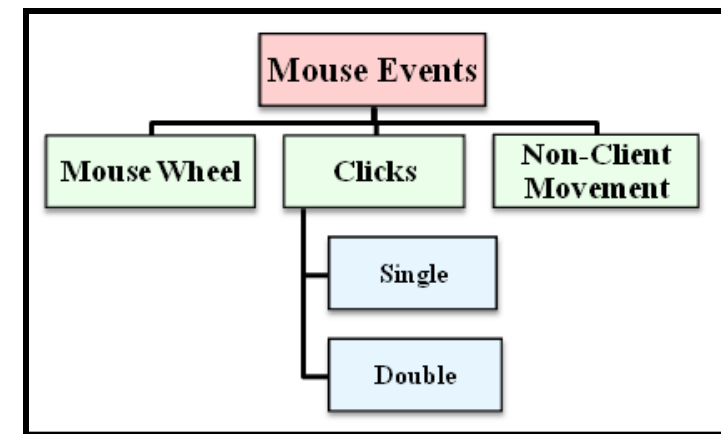 Mouse Events
Mouse Wheel
Clicks
Non-Client
Movement
Single
Double